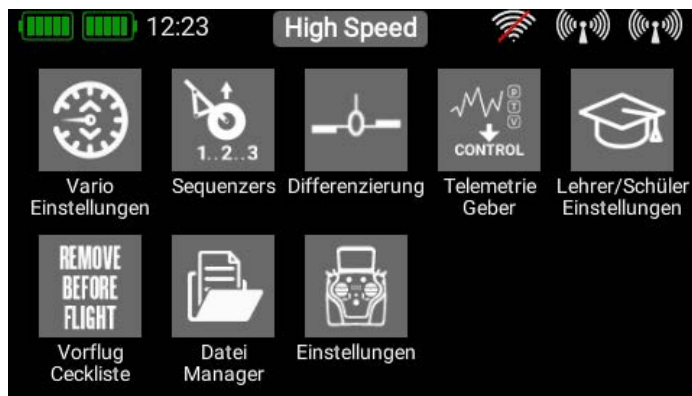 12:23
High Speed
1..2..3
P
T
V
CONTROL
Vario
Einstellungen
Sequenzers
Differenzierung
Telemetrie
Geber
Lehrer/Schüler
Einstellungen
REMOVE
BEFORE
FLIGHT
Vorflug
Ceckliste
Datei
Manager
Einstellungen